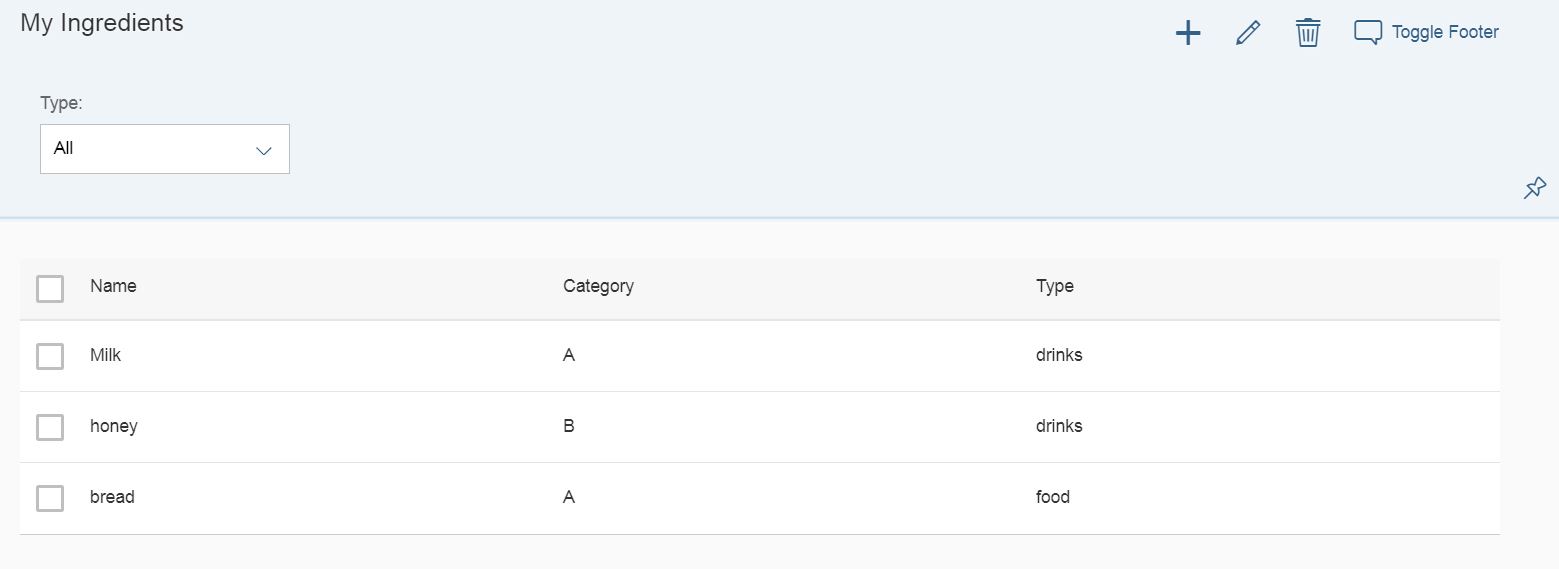 My Ingredients
Toggle Footer
Type:
All
Name Category Type
Milk A drinks
honey B drinks
bread A food